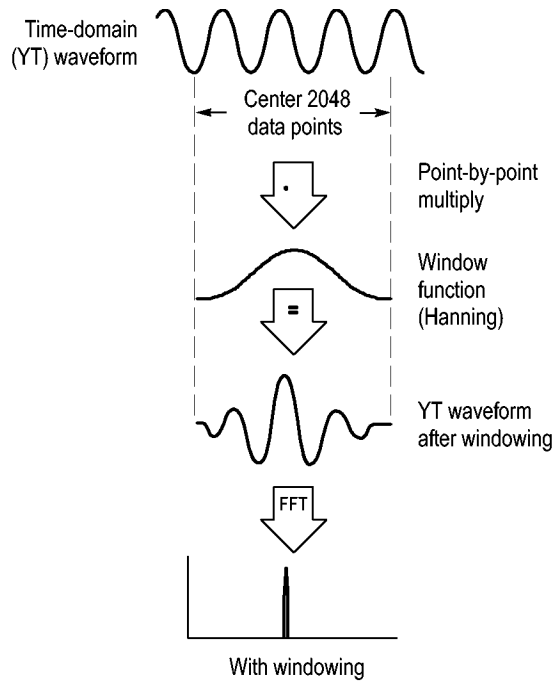 Time-domain
(YT) waveform
Center 2048
data points
Point-by-point
multiply
Window
function
(Hanning)
=
YT waveform
after windowing
FFT
With windowing